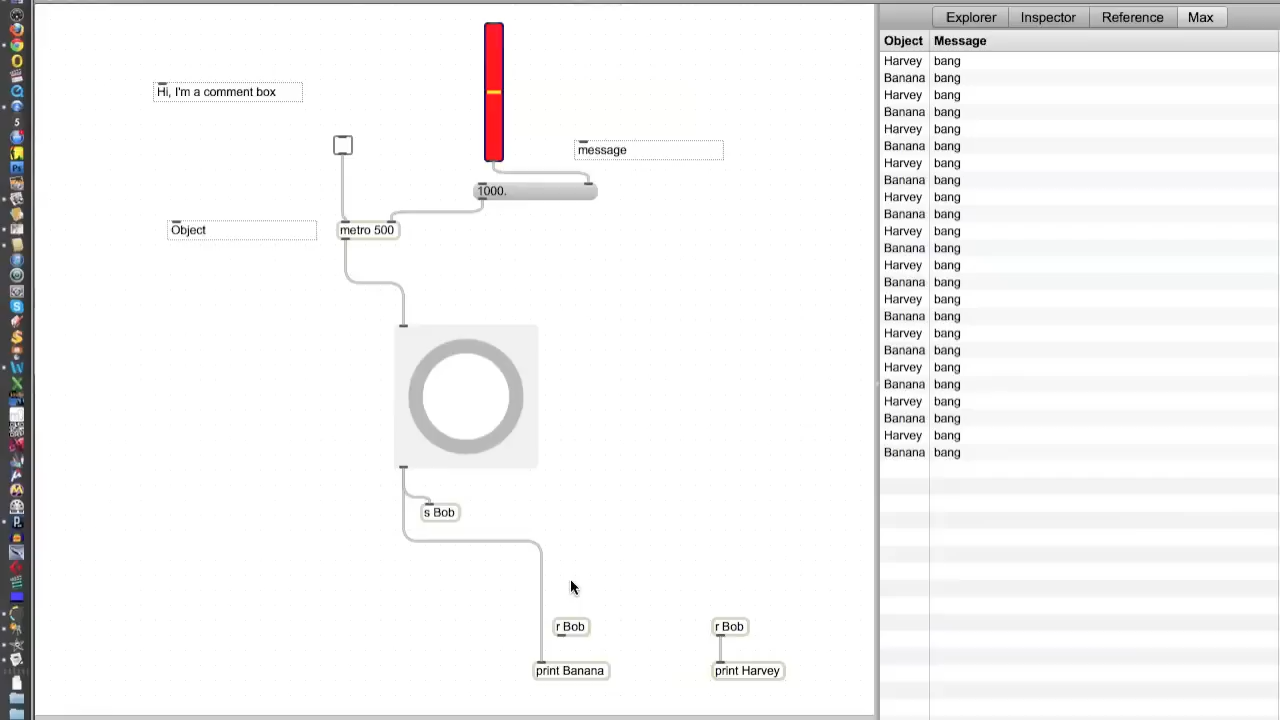 Explorer
Inspector
Reference
Max
Object Message
Hi, I'm a comment box
message
1000.
Object
metro 500
s Bob
r Bob
r Bob
print Banana
print Harvey
Harvey bang
Banana bang
Harvey bang
Banana bang
Harvey bang
Banana bang
Harvey bang
Banana bang
Harvey bang
Banana bang
Harvey bang
Banana bang
Harvey bang
Banana bang
Harvey bang
Banana bang
Harvey bang
Banana bang
Harvey bang
Banana bang
Harvey bang
Banana bang
Harvey bang
Banana bang